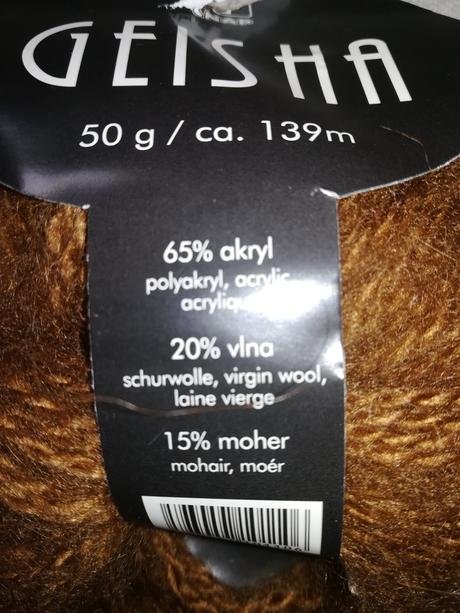 GEISHA
50 g / ca. 139m
65% akryl
polyakryl, acrylic
acrylique
20% vlna
schurwolle, virgin wool,
laine vierge
15% moher
mohair, moér